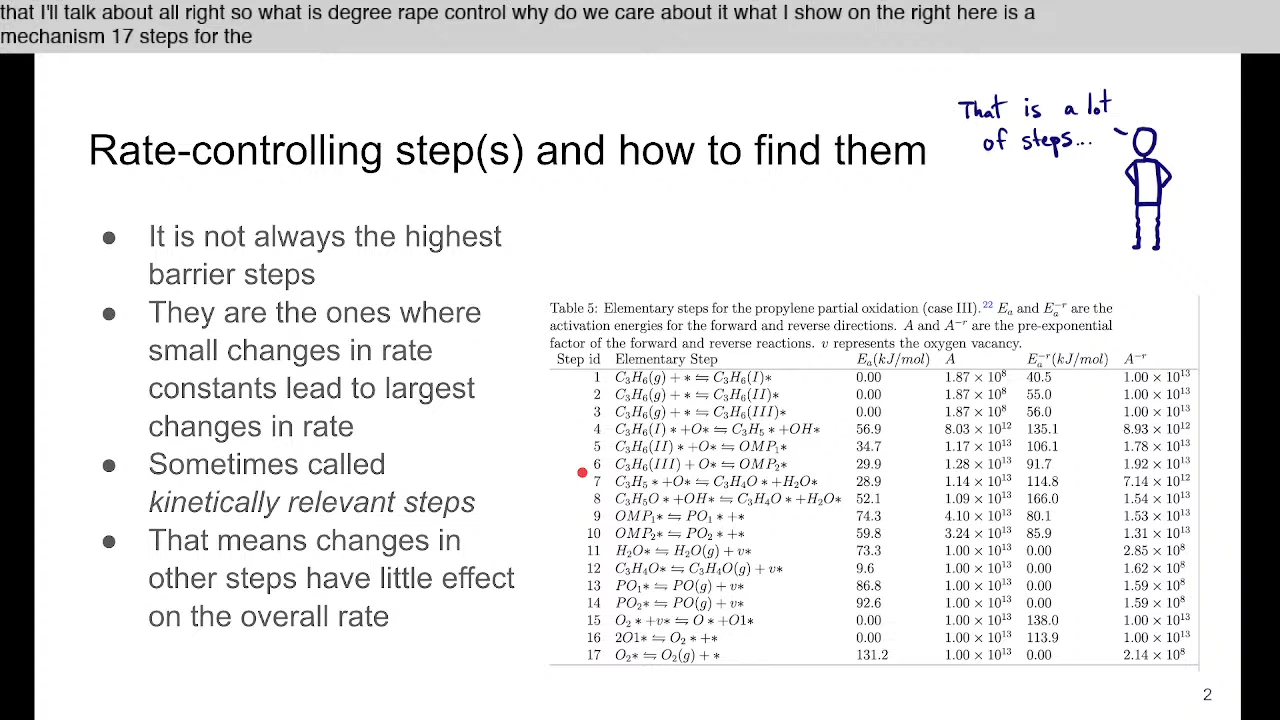 that I'll talk about all right so what is degree rape control why do we care about it what I show on the right here is a
mechanism 17 steps for the
That is a lot
of steps...
Rate-controlling step(s) and how to find them
● It is not always the highest
barrier steps
● They are the ones where
small changes in rate
constants lead to largest
changes in rate
● Sometimes called
kinetically relevant steps
● That means changes in
other steps have little effect
on the overall rate
Table 5: Elementary steps for the propylene partial oxidation (case III).²² Eₐ and Eₐ⁻ʳ are the
activation energies for the forward and reverse directions. A and A⁻ʳ are the pre-exponential
factor of the forward and reverse reactions. v represents the oxygen vacancy.
Step id Elementary Step Eₐ(kJ/mol) A Eₐ⁻ʳ(kJ/mol) A⁻ʳ
1 C₃H₆(g) + * ⇋ C₃H₆(I)* 0.00 1.87 × 10⁸ 40.5 1.00 × 10¹³
2 C₃H₆(g) + * ⇋ C₃H₆(II)* 0.00 1.87 × 10⁸ 55.0 1.00 × 10¹³
3 C₃H₆(g) + * ⇋ C₃H₆(III)* 0.00 1.87 × 10⁸ 56.0 1.00 × 10¹³
4 C₃H₆(I) * +O* ⇋ C₃H₅ * +OH* 56.9 8.03 × 10¹² 135.1 8.93 × 10¹²
5 C₃H₆(II) * +O* ⇋ OMP₁* 34.7 1.17 × 10¹³ 106.1 1.78 × 10¹³
6 C₃H₆(III) + O* ⇋ OMP₂* 29.9 1.28 × 10¹³ 91.7 1.92 × 10¹³
7 C₃H₅ * +O* ⇋ C₃H₄O * +H₂O* 28.9 1.14 × 10¹³ 114.8 7.14 × 10¹²
8 C₃H₅O * +OH* ⇋ C₃H₄O * +H₂O* 52.1 1.09 × 10¹³ 166.0 1.54 × 10¹³
9 OMP₁* ⇋ PO₁ * +* 74.3 4.10 × 10¹³ 80.1 1.53 × 10¹³
10 OMP₂* ⇋ PO₂ * +* 59.8 3.24 × 10¹³ 85.9 1.31 × 10¹³
11 H₂O* ⇋ H₂O(g) + v* 73.3 1.00 × 10¹³ 0.00 2.85 × 10⁸
12 C₃H₄O* ⇋ C₃H₄O(g) + v* 9.6 1.00 × 10¹³ 0.00 1.62 × 10⁸
13 PO₁* ⇋ PO(g) + v* 86.8 1.00 × 10¹³ 0.00 1.59 × 10⁸
14 PO₂* ⇋ PO(g) + v* 92.6 1.00 × 10¹³ 0.00 1.59 × 10⁸
15 O₂ * +v* ⇋ O * +O1* 0.00 1.00 × 10¹³ 138.0 1.00 × 10¹³
16 2O1* ⇋ O₂ * +* 0.00 1.00 × 10¹³ 113.9 1.00 × 10¹³
17 O₂* ⇋ O₂(g) + * 131.2 1.00 × 10¹³ 0.00 2.14 × 10⁸
2